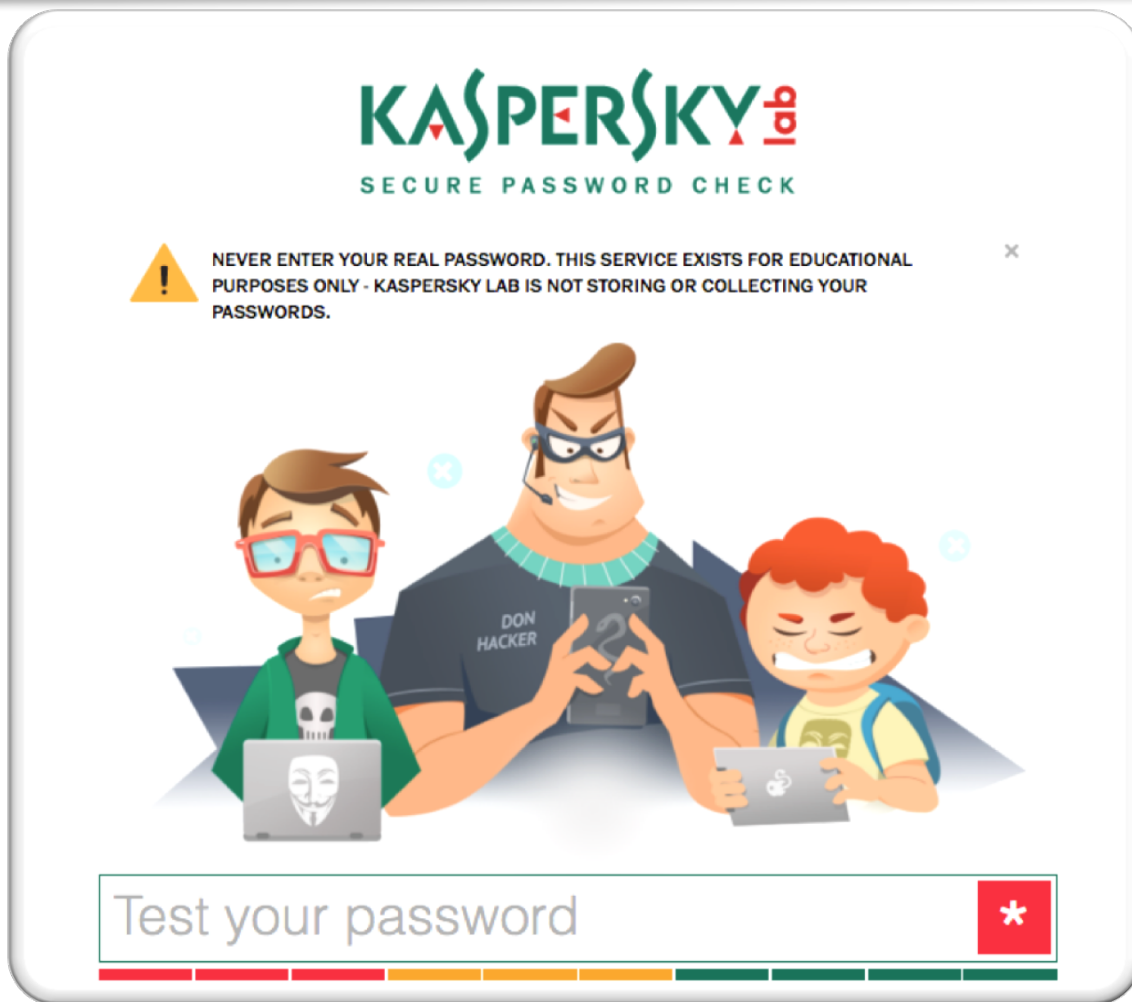 KASPERSKY lab
SECURE PASSWORD CHECK
NEVER ENTER YOUR REAL PASSWORD. THIS SERVICE EXISTS FOR EDUCATIONAL
PURPOSES ONLY - KASPERSKY LAB IS NOT STORING OR COLLECTING YOUR
PASSWORDS.
DON
HACKER
Test your password
*